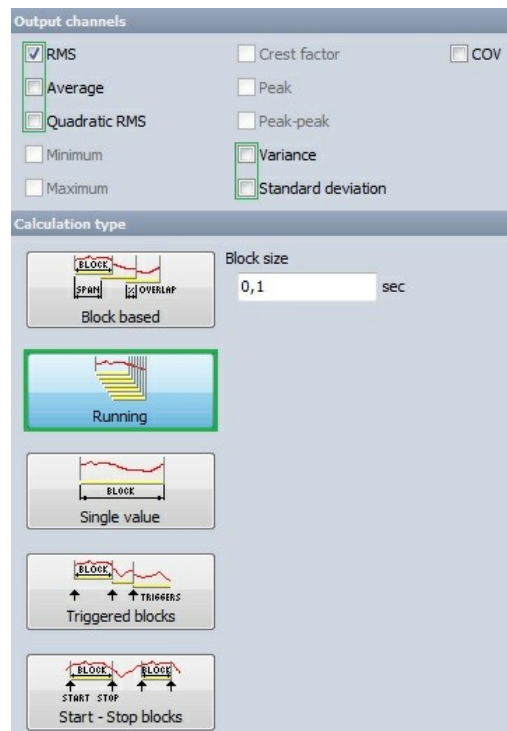 Output channels
RMS
Crest factor
COV
Average
Peak
Quadratic RMS
Peak-peak
Minimum
Variance
Maximum
Standard deviation
Calculation type
BLOCK
SPAN % OVERLAP
Block based
Block size
0,1 sec
Running
BLOCK
Single value
BLOCK
TRIGGERS
Triggered blocks
BLOCK BLOCK
START STOP
Start - Stop blocks